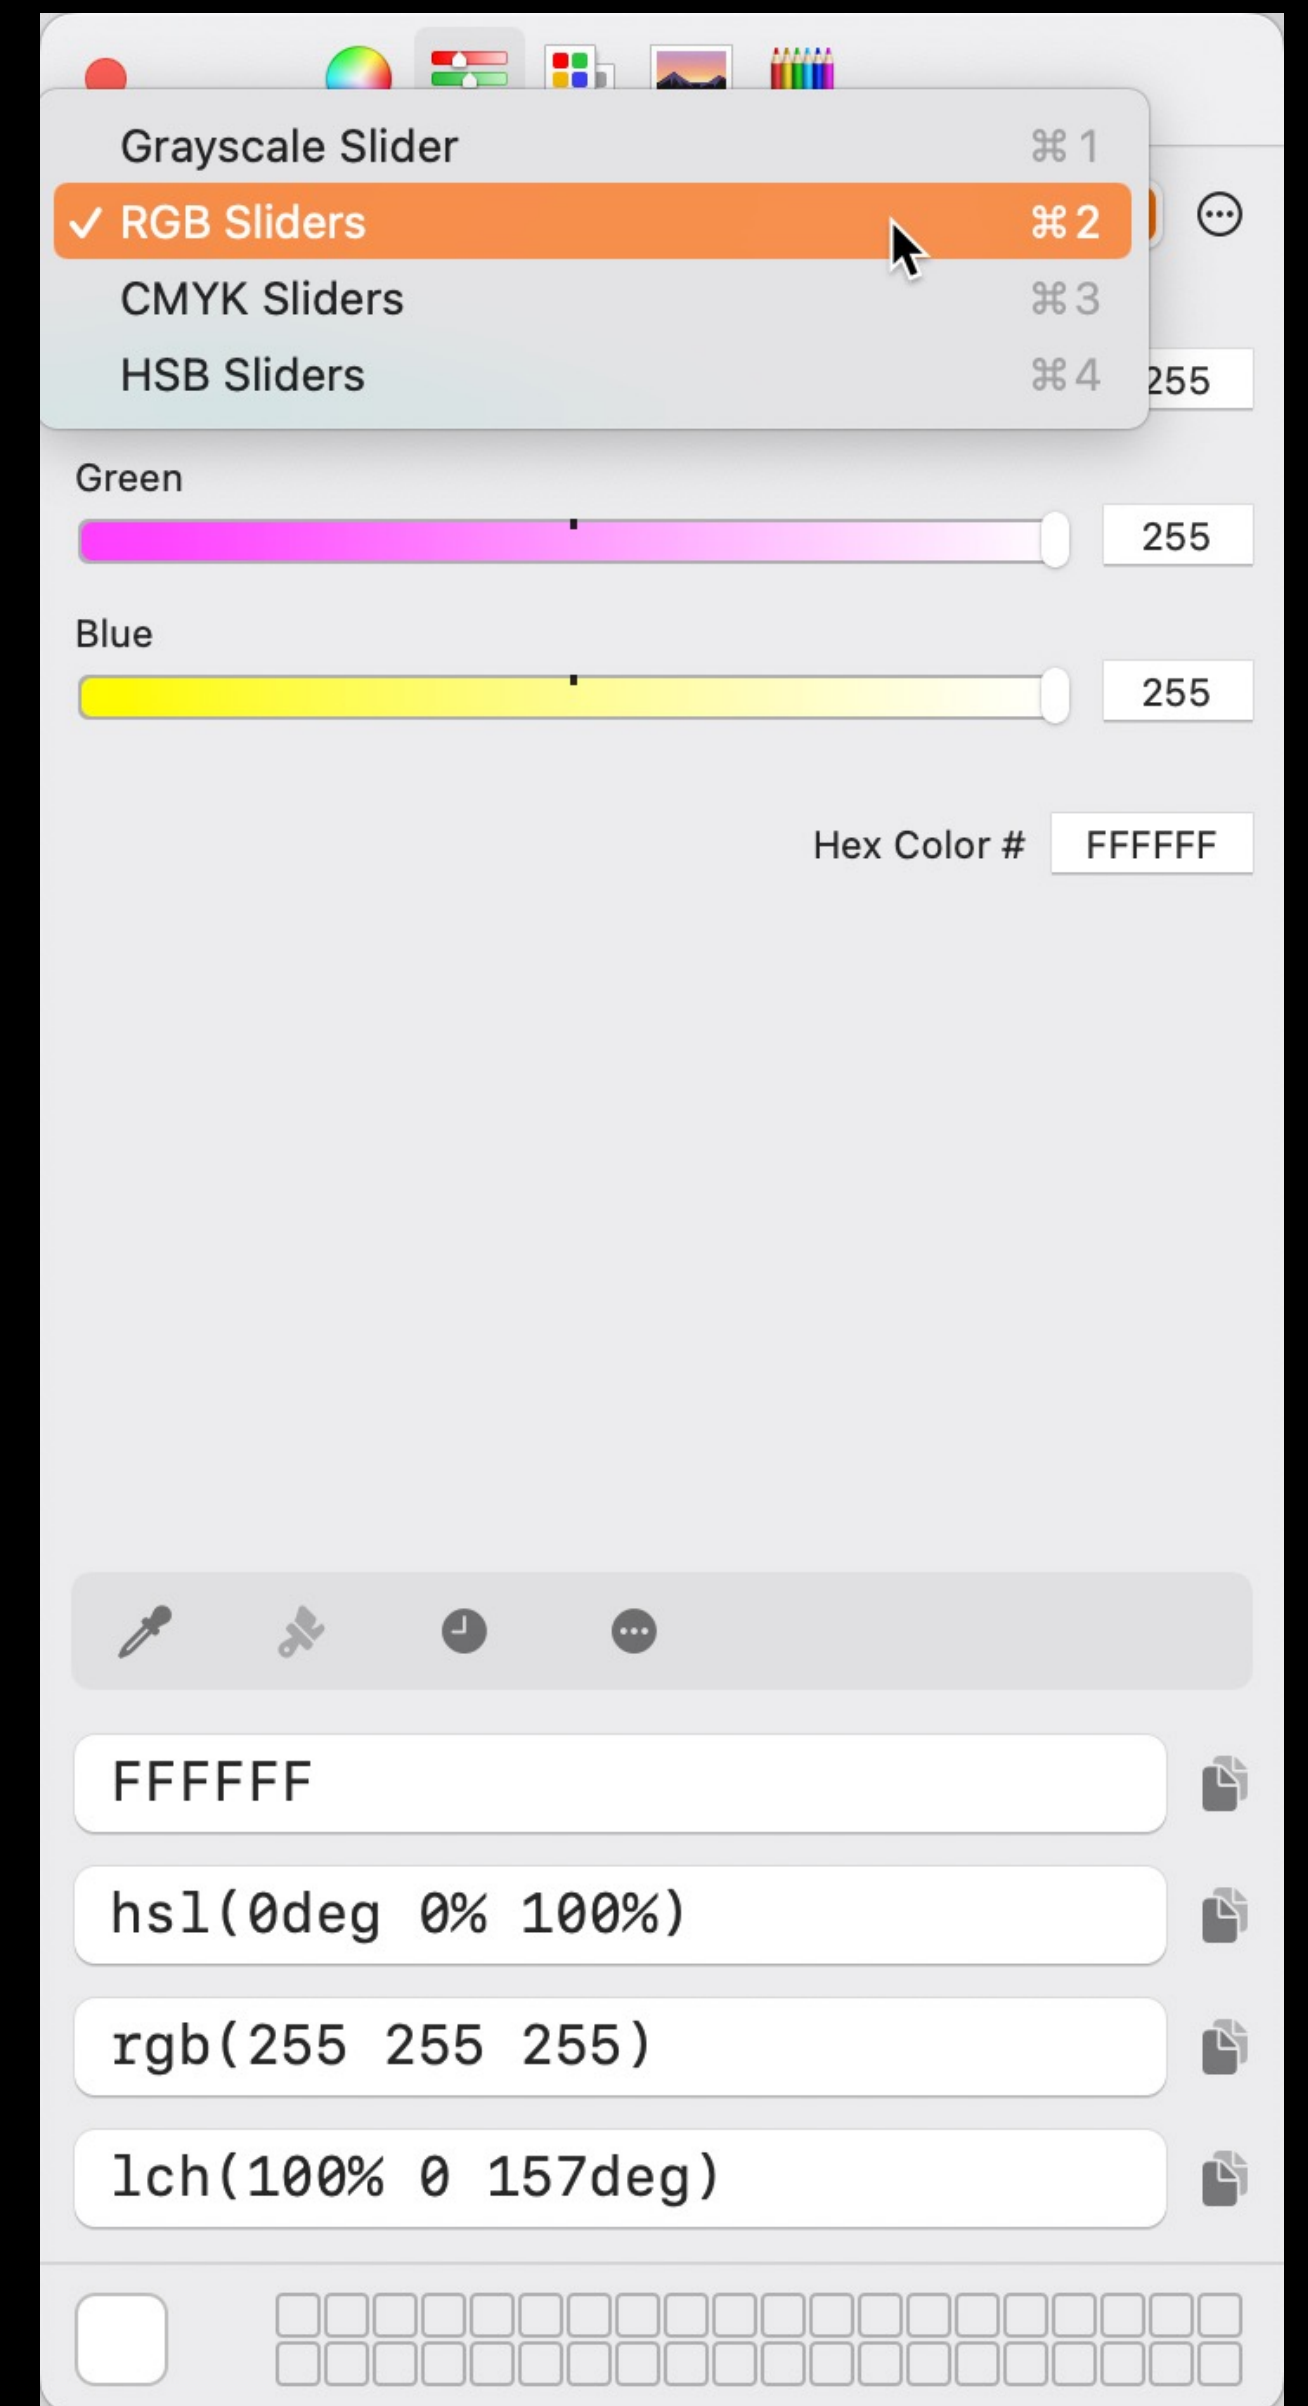 Grayscale Slider ⌘1
✓ RGB Sliders ⌘2
CMYK Sliders ⌘3
HSB Sliders ⌘4
255
Green
255
Blue
255
Hex Color # FFFFFF
FFFFFF
hsl(0deg 0% 100%)
rgb(255 255 255)
lch(100% 0 157deg)